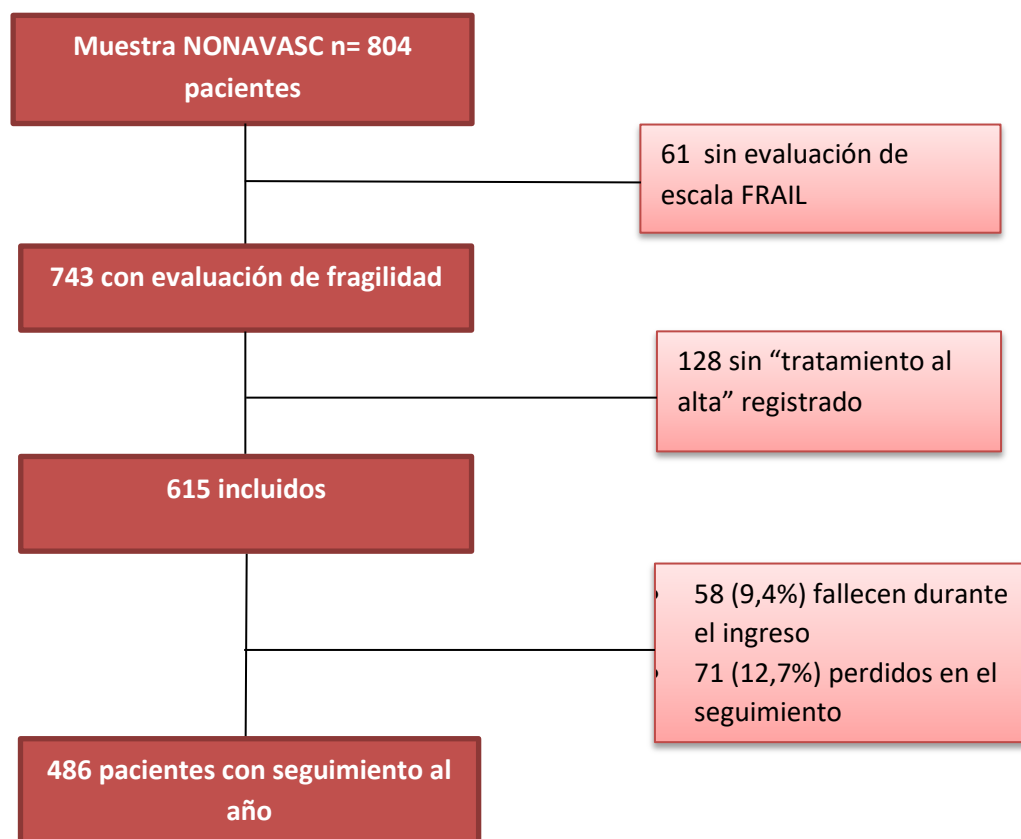 Muestra NONAVASC n= 804
pacientes
61 sin evaluación de
escala FRAIL
743 con evaluación de fragilidad
128 sin “tratamiento al
alta” registrado
615 incluidos
• 58 (9,4%) fallecen durante
el ingreso
• 71 (12,7%) perdidos en el
seguimiento
486 pacientes con seguimiento al
año